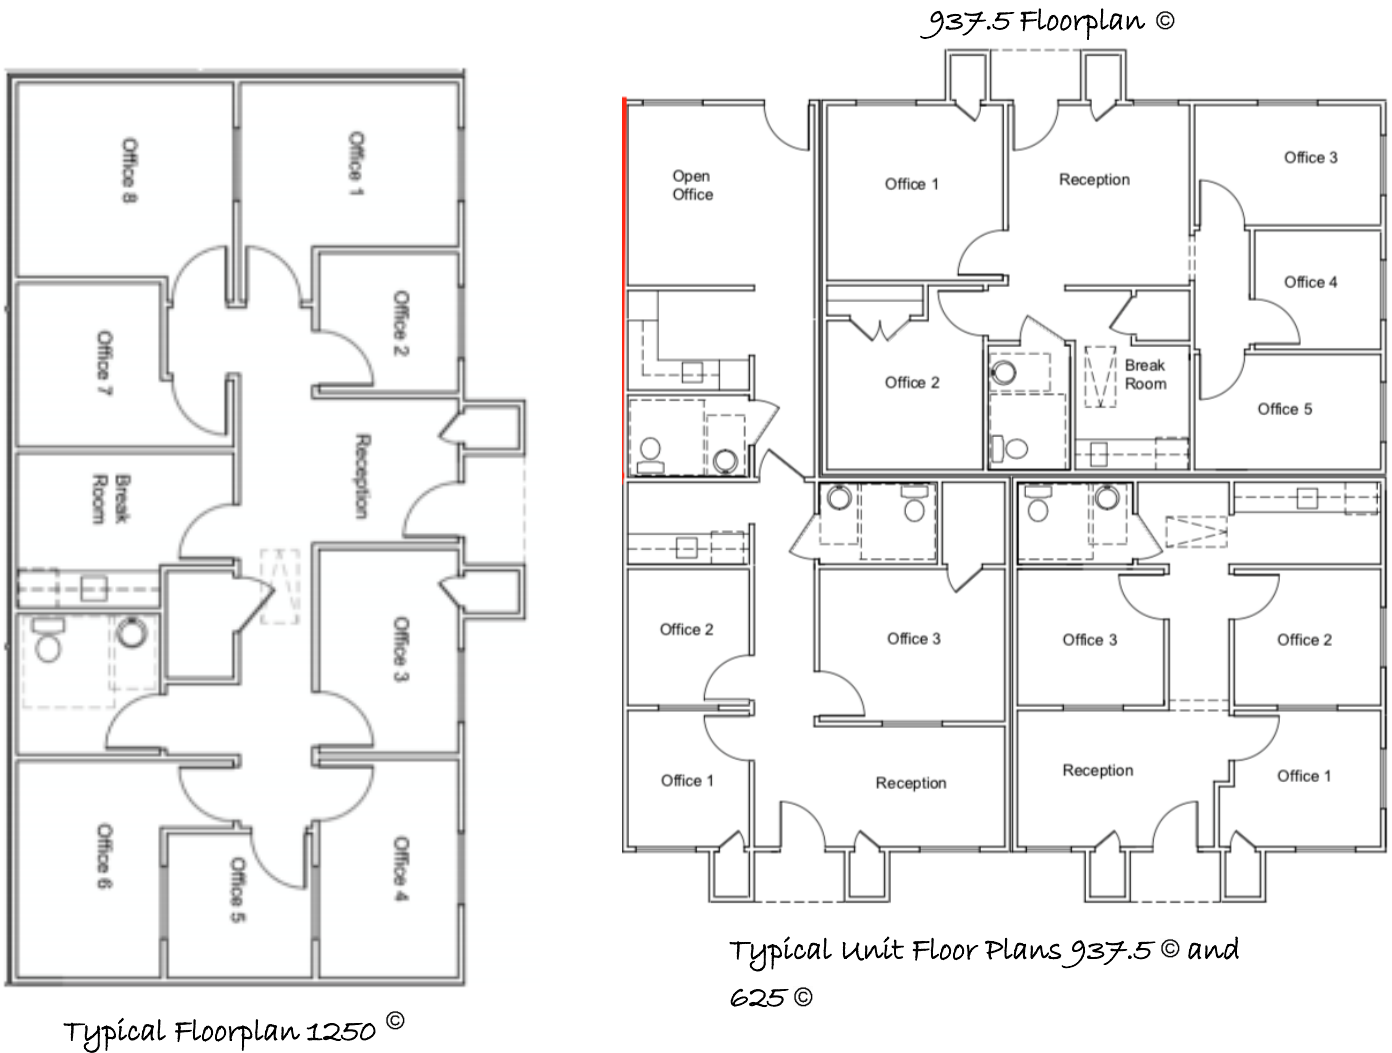 937.5 Floorplan ©
Office 8
Office 1
Office 2
Office 7
Reception
Break
Room
Office 3
Office 6
Office 5
Office 4
Typical Floorplan 1250 ©
Open
Office
Office 1
Reception
Office 3
Office 4
Office 2
Break
Room
Office 5
Office 2
Office 3
Office 1
Reception
Office 3
Office 2
Reception
Office 1
Typical Unit Floor Plans 937.5 © and
625 ©